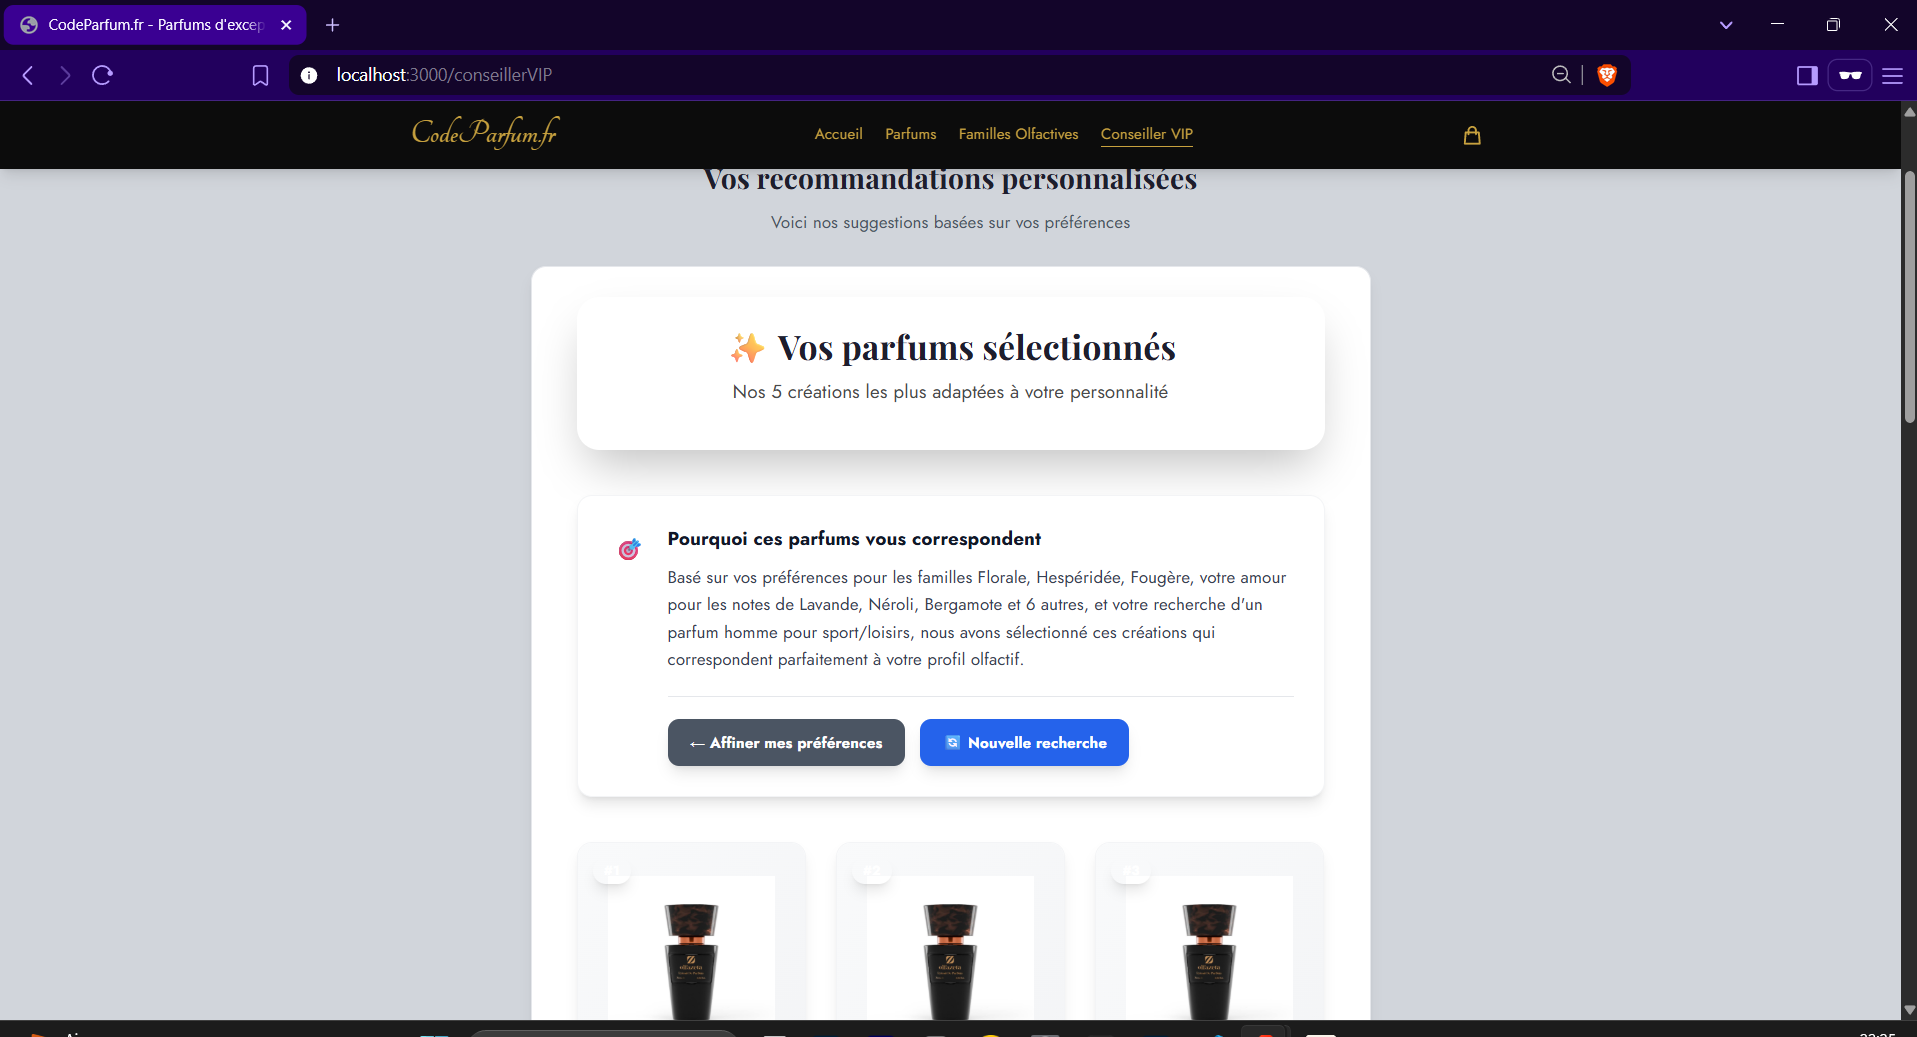 CodeParfum.fr - Parfums d'excep
localhost:3000/conseillerVIP
CodeParfum.fr
Accueil
Parfums
Familles Olfactives
Conseiller VIP
Vos recommandations personnalisées
Voici nos suggestions basées sur vos préférences
✨ Vos parfums sélectionnés
Nos 5 créations les plus adaptées à votre personnalité
Pourquoi ces parfums vous correspondent
Basé sur vos préférences pour les familles Florale, Hespéridée, Fougère, votre amour
pour les notes de Lavande, Néroli, Bergamote et 6 autres, et votre recherche d'un
parfum homme pour sport/loisirs, nous avons sélectionné ces créations qui
correspondent parfaitement à votre profil olfactif.
← Affiner mes préférences
Nouvelle recherche
#1
#2
#3